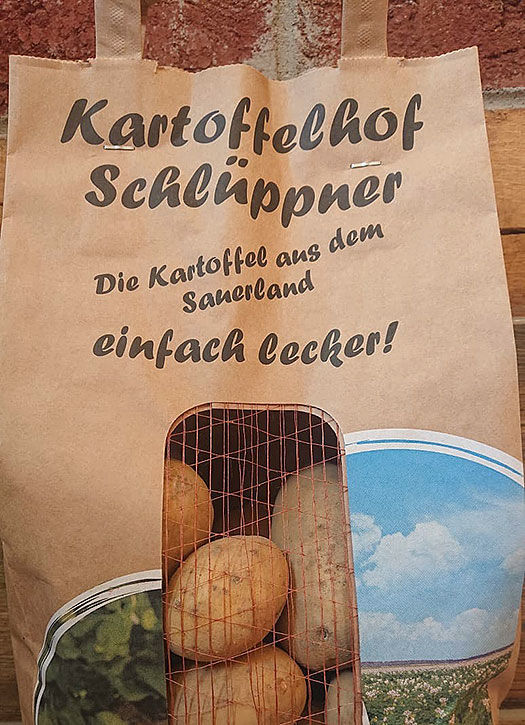 Kartoffelhof
Schlüppner
Die Kartoffel aus dem
Sauerland
einfach lecker!